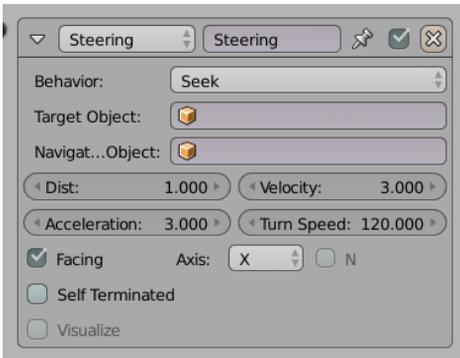 Steering Steering
Behavior: Seek
Target Object:
Navigat...Object:
Dist: 1.000 Velocity: 3.000
Acceleration: 3.000 Turn Speed: 120.000
Facing Axis: X N
Self Terminated
Visualize